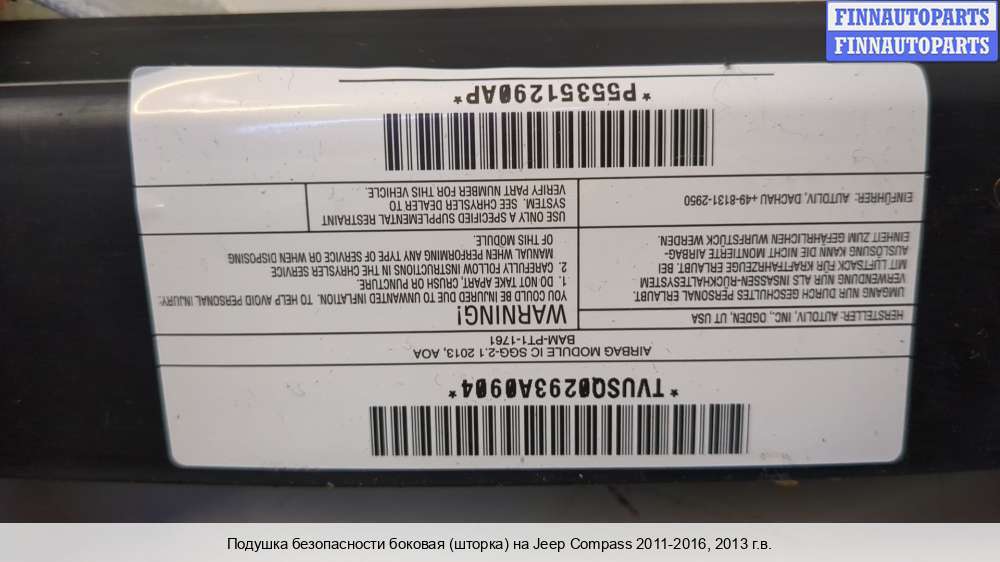 FINNAUTOPARTS
FINNAUTOPARTS
*TVUSQ0293A0904*
AIRBAG MODULE IC SGG-2.1 2013, AOA
BAM-PT1-1761
HERSTELLER: AUTOLIV, INC., OGDEN, UT USA
UMGANG NUR DURCH GESCHULTES PERSONAL ERLAUBT.
VERWENDUNG NUR ALS INSASSEN-RÜCKHALTESYSTEM
MIT LUFTSACK FÜR KRAFTFAHRZEUGE ERLAUBT. BEI
AUSLÖSUNG KANN DIE NICHT MONTIERTE AIRBAG-
EINHEIT ZUM GEFÄHRLICHEN WURFSTÜCK WERDEN.
EINFÜHRER: AUTOLIV, DACHAU +49-8131-2950
WARNING!
YOU COULD BE INJURED DUE TO UNWANTED INFLATION. TO HELP AVOID PERSONAL INJURY:
1. DO NOT TAKE APART, CRUSH OR PUNCTURE.
2. CAREFULLY FOLLOW INSTRUCTIONS IN THE CHRYSLER SERVICE
MANUAL WHEN PERFORMING ANY TYPE OF SERVICE OR WHEN DISPOSING
OF THIS MODULE.
USE ONLY A SPECIFIED SUPPLEMENTAL RESTRAINT
SYSTEM. SEE CHRYSLER DEALER TO
VERIFY PART NUMBER FOR THIS VEHICLE.
*P55351290AP*
Подушка безопасности боковая (шторка) на Jeep Compass 2011-2016, 2013 г.в.